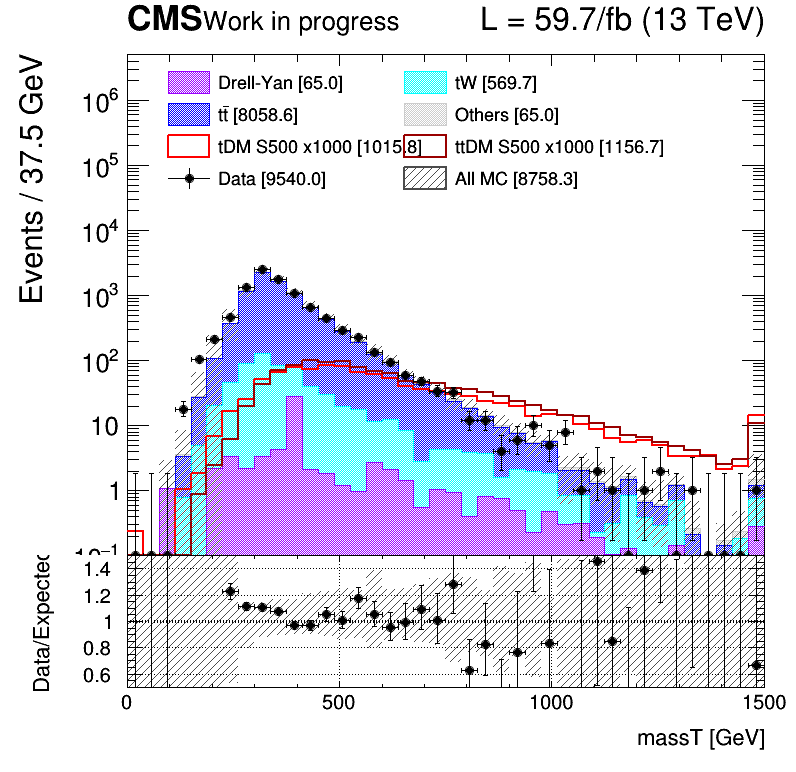 CMS Work in progress L = 59.7/fb (13 TeV)
Events / 37.5 GeV
Drell-Yan [65.0] tW [569.7]
tt̄ [8058.6] Others [65.0]
tDM S500 x1000 [1015.8] ttDM S500 x1000 [1156.7]
Data [9540.0] All MC [8758.3]
10⁶
10⁵
10⁴
10³
10²
10
1
10⁻¹
Data/Expected
1.4
1.2
1
0.8
0.6
0 500 1000 1500
massT [GeV]